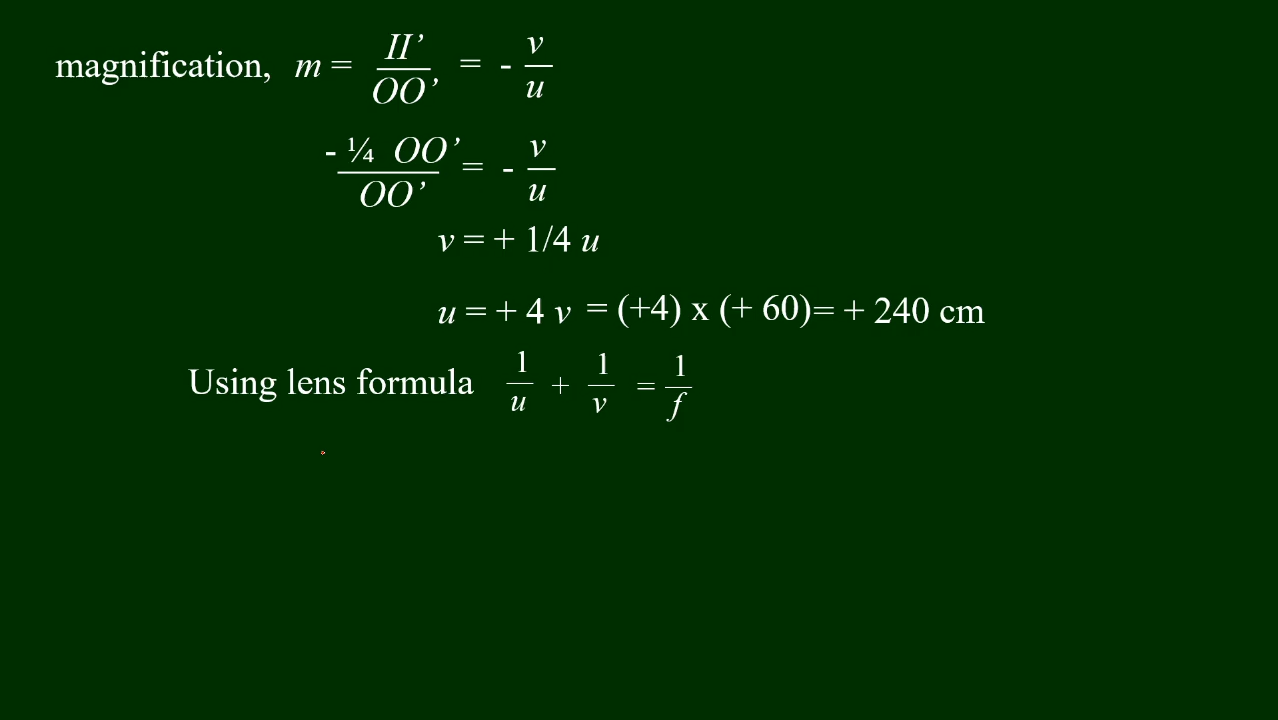 magnification, m = II’/OO’ = - v/u
- ¼ OO’/OO’ = - v/u
v = + 1/4 u
u = + 4 v = (+4) x (+ 60)= + 240 cm
Using lens formula 1/u + 1/v = 1/f